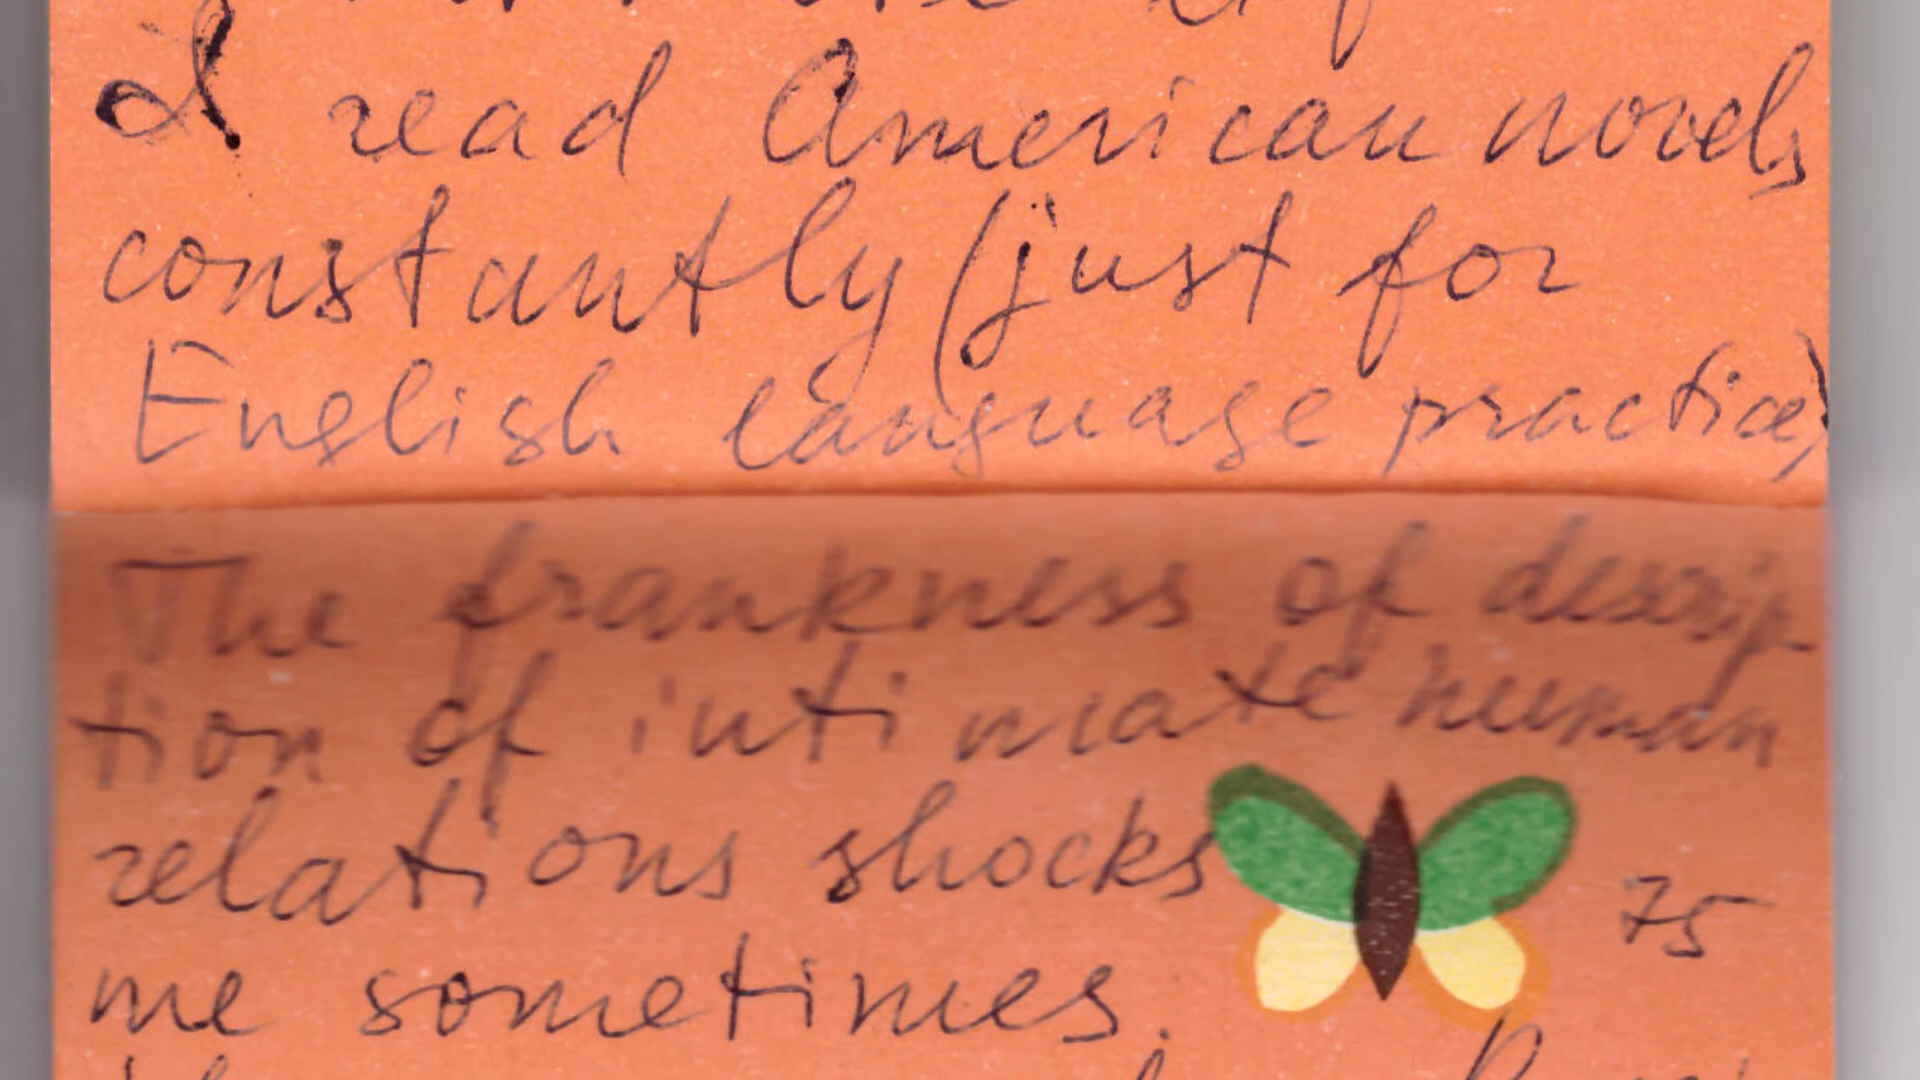 I read American novels
constantly (just for
English language practice)
The frankness of descrip-
tion of intimate human
relations shocks
75
me sometimes.